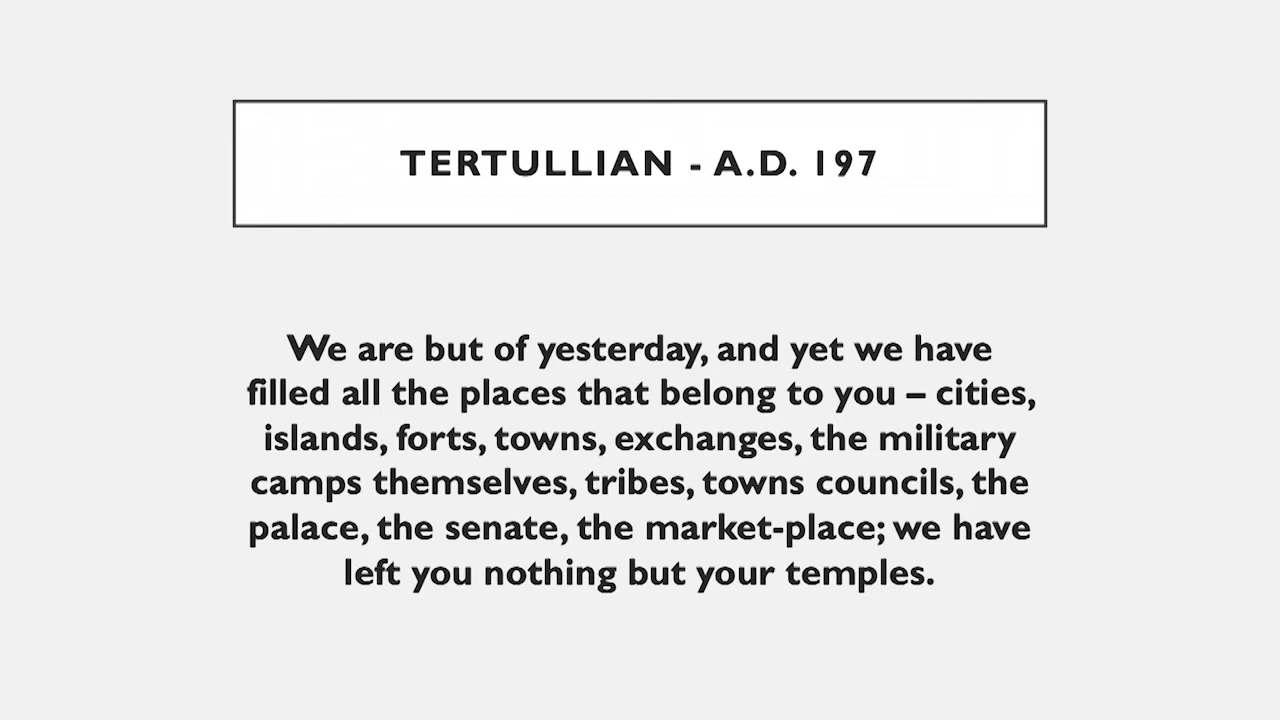 TERTULLIAN - A.D. 197
We are but of yesterday, and yet we have
filled all the places that belong to you – cities,
islands, forts, towns, exchanges, the military
camps themselves, tribes, towns councils, the
palace, the senate, the market-place; we have
left you nothing but your temples.